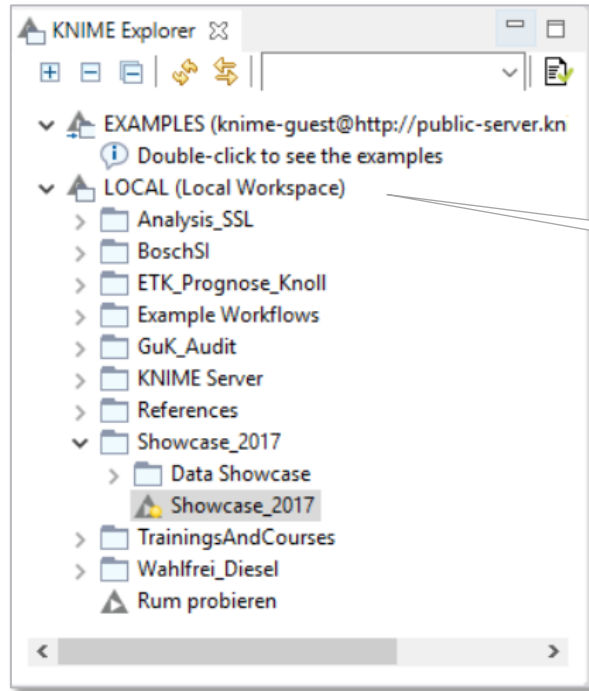 KNIME Explorer
EXAMPLES (knime-guest@http://public-server.kn
Double-click to see the examples
LOCAL (Local Workspace)
Analysis_SSL
BoschSI
ETK_Prognose_Knoll
Example Workflows
GuK_Audit
KNIME Server
References
Showcase_2017
Data Showcase
Showcase_2017
TrainingsAndCourses
Wahlfrei_Diesel
Rum probieren